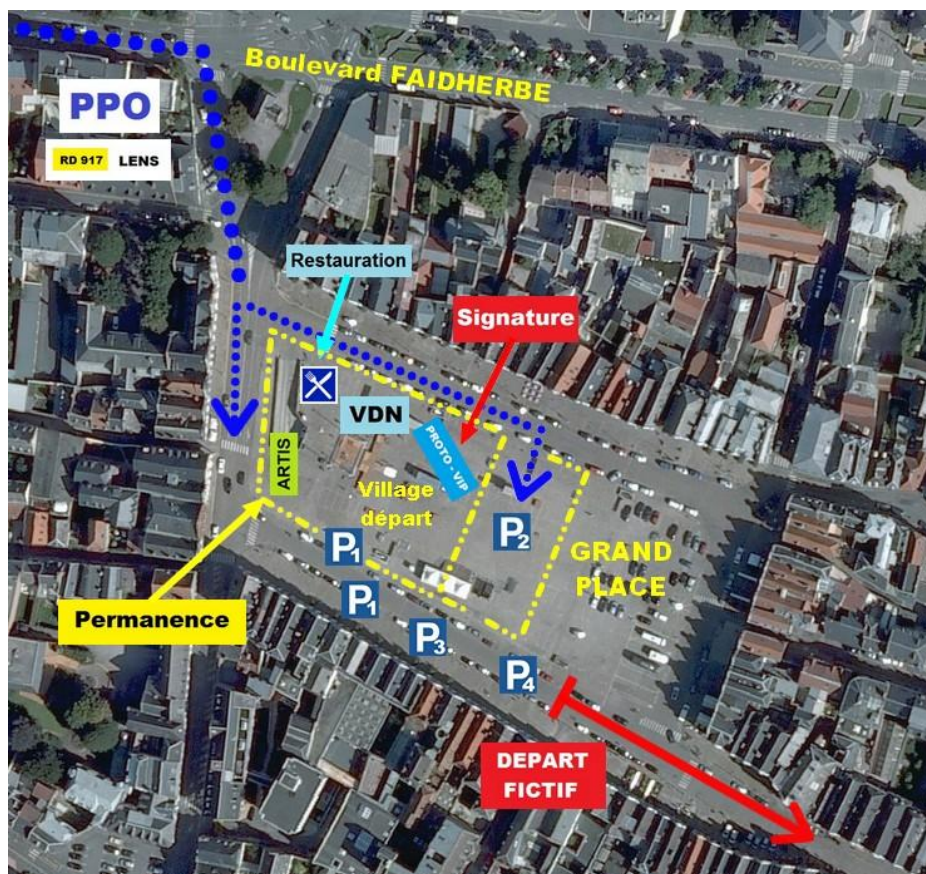 Boulevard FAIDHERBE
PPO
RD 917 LENS
Restauration
Signature
VDN
PROTO - VIP
ARTIS
Village
départ
P1
P2
GRAND
PLACE
P1
Permanence
P3.
P4
DEPART
FICTIF